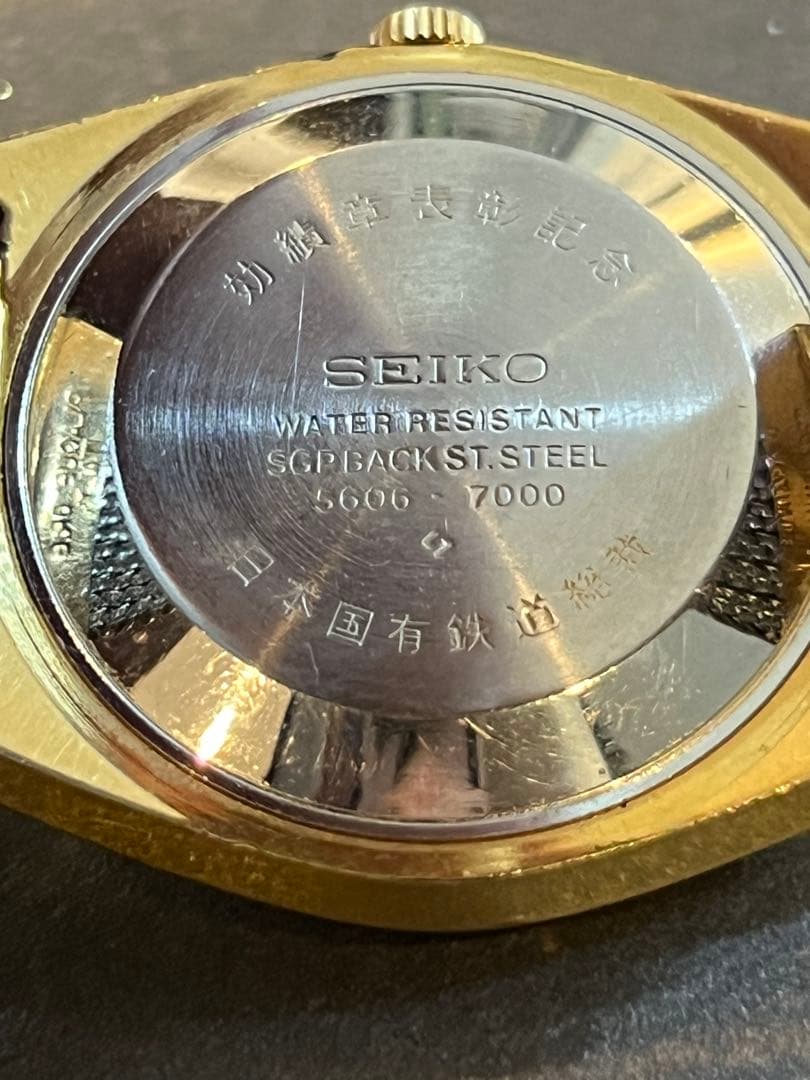 効績章表彰記念
SEIKO
WATER RESISTANT
SGP BACK ST. STEEL
5606 - 7000
日本国有鉄道総裁